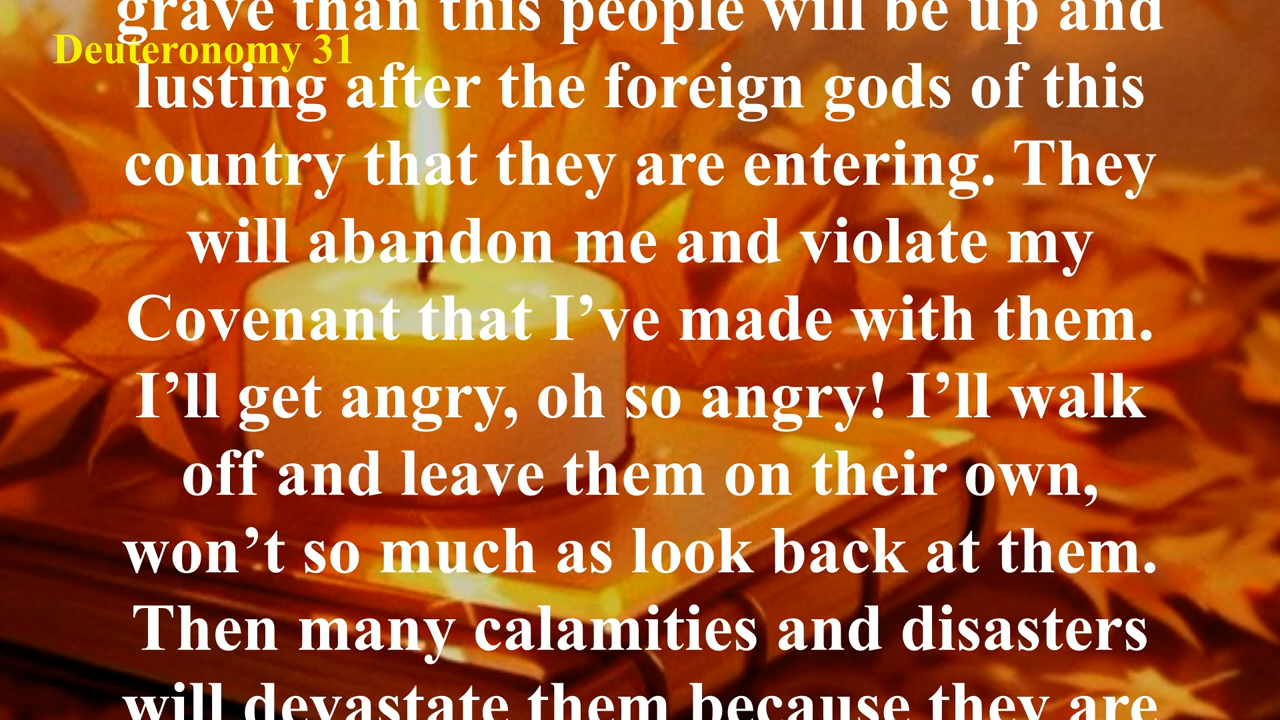 grave than this people will be up and
Deuteronomy 31
lusting after the foreign gods of this
country that they are entering. They
will abandon me and violate my
Covenant that I’ve made with them.
I’ll get angry, oh so angry! I’ll walk
off and leave them on their own,
won’t so much as look back at them.
Then many calamities and disasters
will devastate them because they are